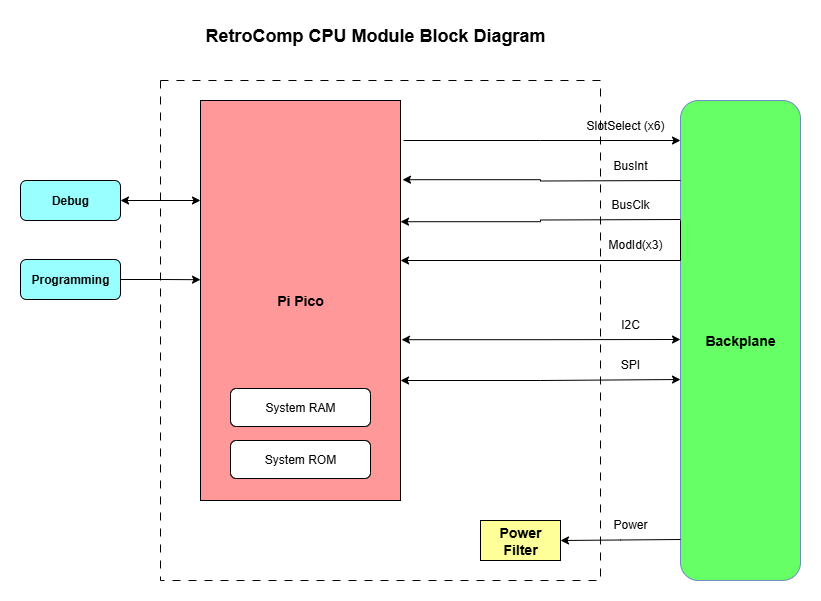 RetroComp CPU Module Block Diagram
SlotSelect (x6)
BusInt
Debug
BusClk
ModId(x3)
Programming
Pi Pico
I2C
Backplane
SPI
System RAM
System ROM
Power
Power
Filter